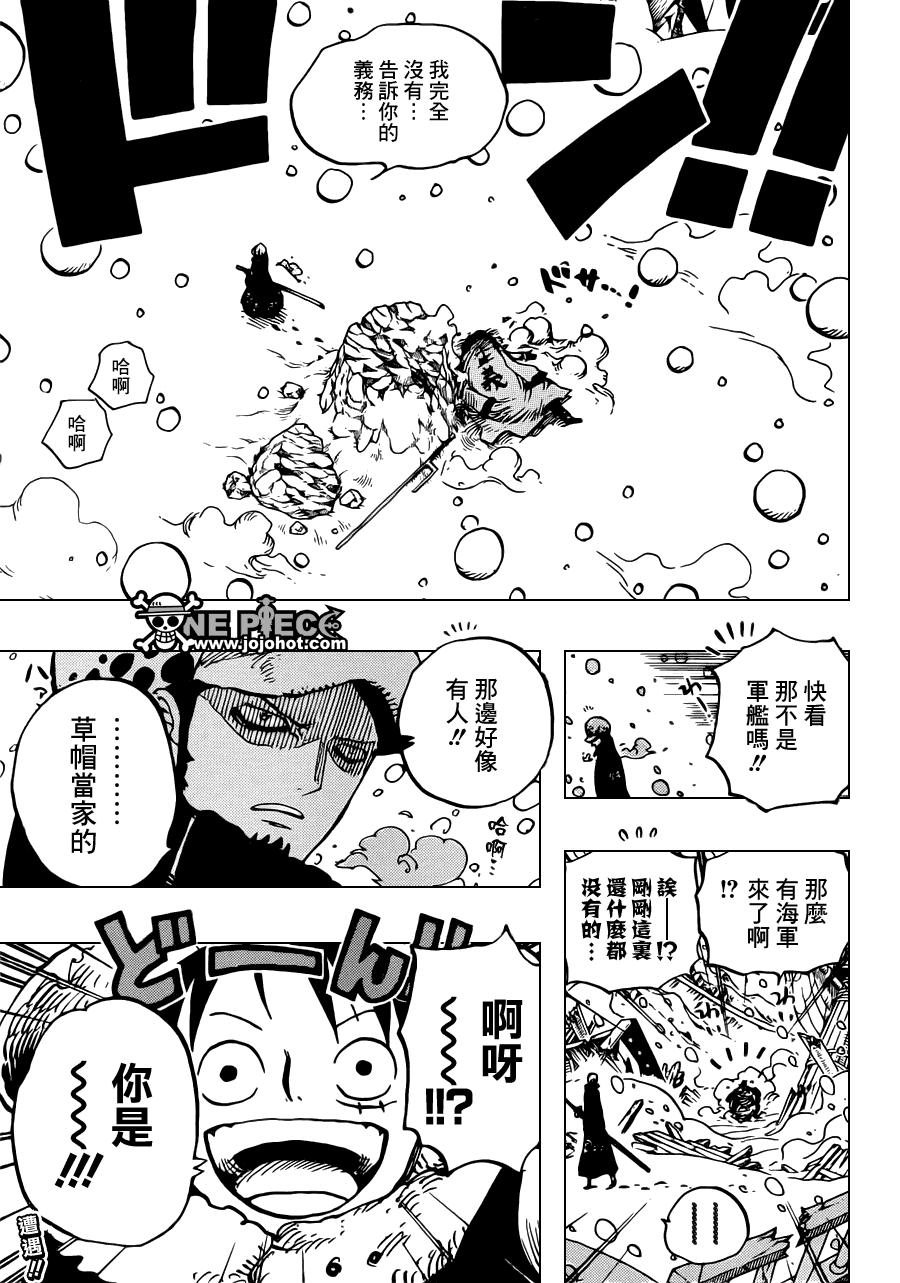 我完全
沒有…
告訴你的
義務…
ドサ…!
哈啊
哈啊
ONE PIECE
www.jojohot.com
快看
那不是
軍艦嗎!!
那邊好像
有人!!
哈啊…
…………
草帽當家的
那麼
有海軍
來了啊
!?
誒——!?
剛剛這裏
還什麼都
没有的…
…………
どーん!!
啊呀
~~!!?
你是
~~!!!
遭遇!!